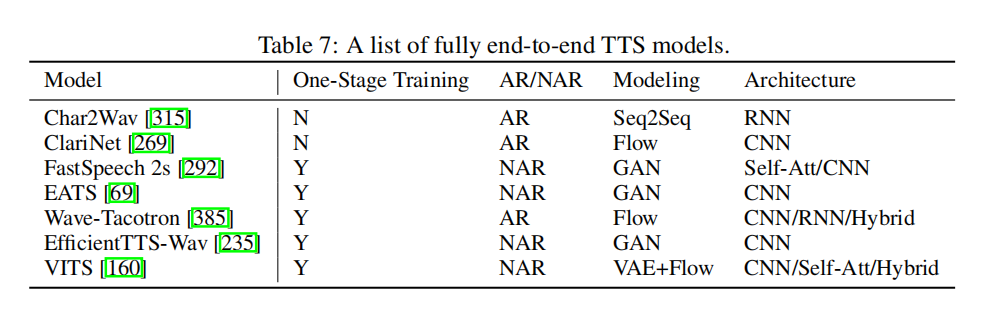 Table 7: A list of fully end-to-end TTS models.
Model One-Stage Training AR/NAR Modeling Architecture
Char2Wav [315] N AR Seq2Seq RNN
ClariNet [269] N AR Flow CNN
FastSpeech 2s [292] Y NAR GAN Self-Att/CNN
EATS [69] Y NAR GAN CNN
Wave-Tacotron [385] Y AR Flow CNN/RNN/Hybrid
EfficientTTS-Wav [235] Y NAR GAN CNN
VITS [160] Y NAR VAE+Flow CNN/Self-Att/Hybrid